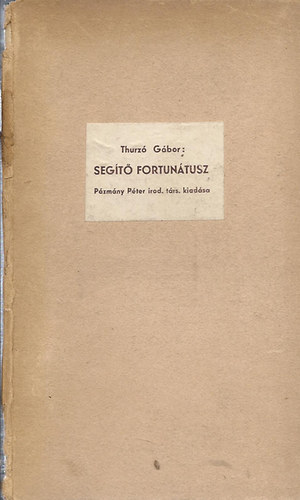 Thurzó Gábor:
SEGÍTŐ FORTUNÁTUSZ
Pázmány Péter irod. társ. kiadása